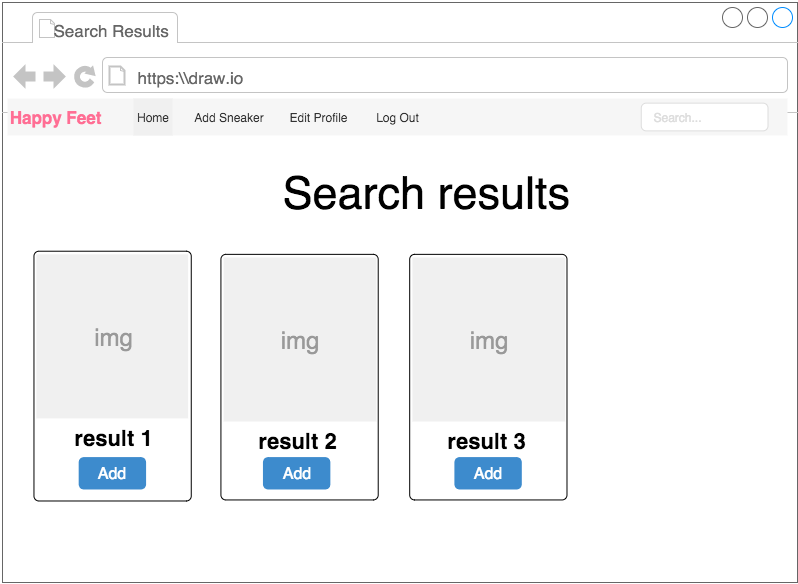 Search Results
https:\\draw.io
Happy Feet Home Add Sneaker Edit Profile Log Out Search...
Search results
img img img
result 1 result 2 result 3
Add Add Add